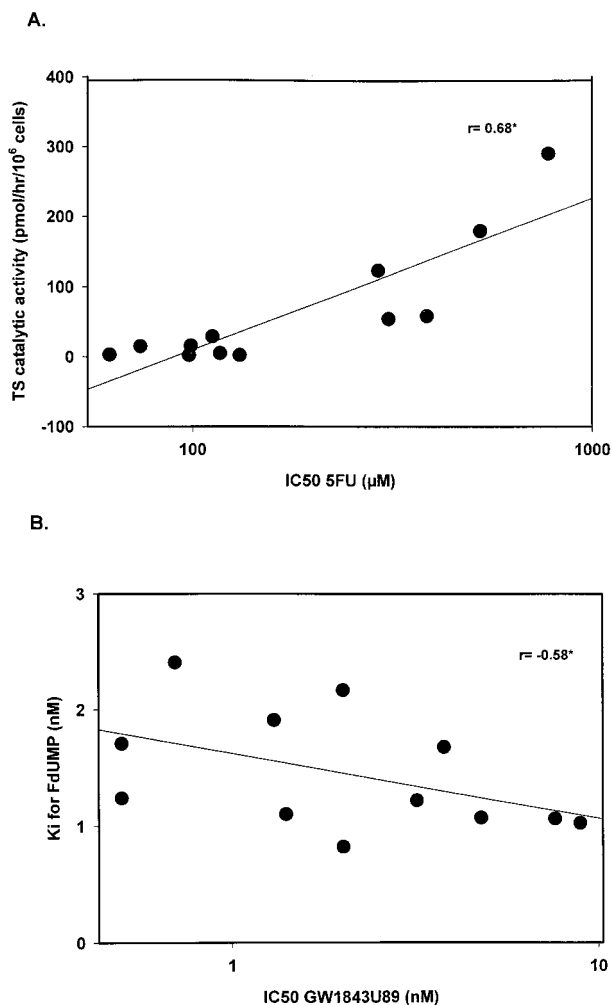 A.
TS catalytic activity (pmol/hr/10⁶ cells)
400
300
200
100
0
-100
r= 0.68*
100
1000
IC50 5FU (µM)
B.
Ki for FdUMP (nM)
3
2
1
0
r= -0.58*
1
10
IC50 GW1843U89 (nM)